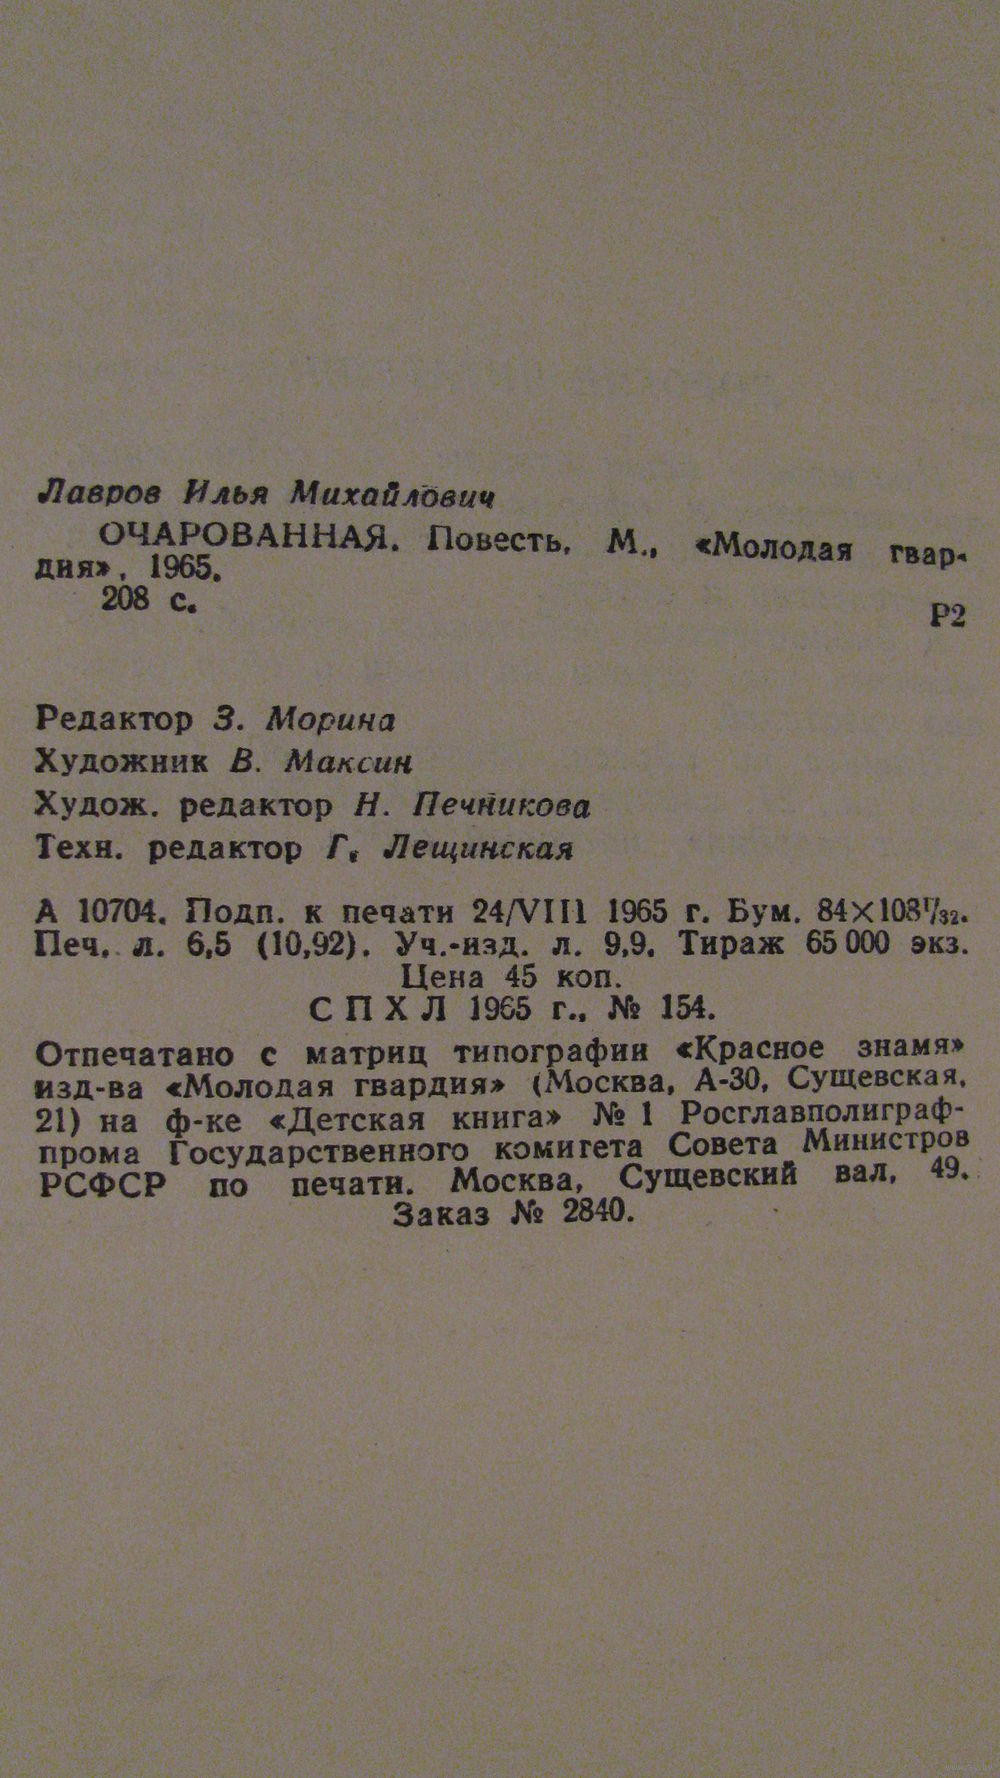 Лавров Илья Михайлович
ОЧАРОВАННАЯ. Повесть. М., «Молодая гвар-
дия», 1965.
208 с.
Р2
Редактор З. Морина
Художник В. Максин
Худож. редактор Н. Печникова
Техн. редактор Г. Лещинская
А 10704. Подп. к печати 24/VIII 1965 г. Бум. 84×108¹/₃₂.
Печ. л. 6,5 (10,92). Уч.-изд. л. 9,9. Тираж 65 000 экз.
Цена 45 коп.
С П Х Л 1965 г., № 154.
Отпечатано с матриц типографии «Красное знамя»
изд-ва «Молодая гвардия» (Москва, А-30, Сущевская,
21) на ф-ке «Детская книга» № 1 Росглавполиграф-
прома Государственного комитета Совета Министров
РСФСР по печати. Москва, Сущевский вал, 49.
Заказ № 2840.